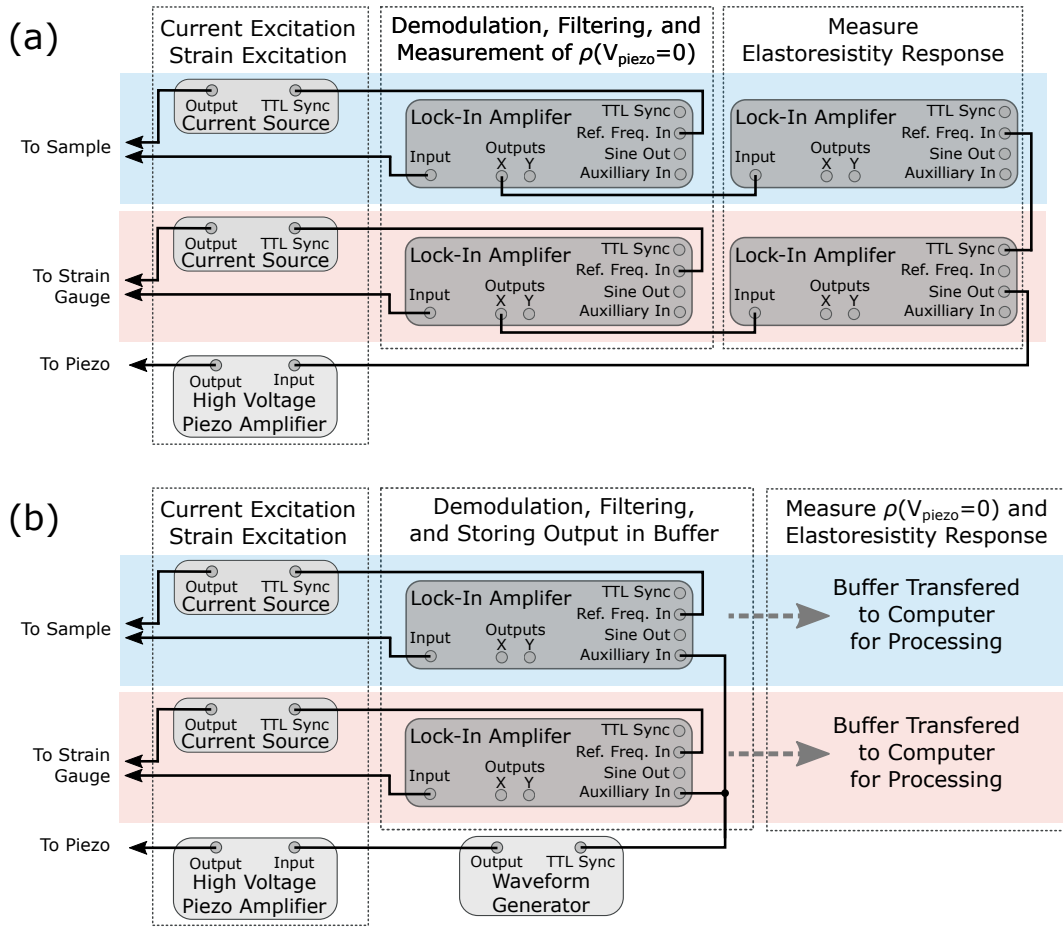 (a)
Current Excitation
Strain Excitation
Demodulation, Filtering, and
Measurement of ρ(Vpiezo=0)
Measure
Elastoresistity Response
To Sample
Output TTL Sync
Current Source
Lock-In Amplifer
TTL Sync
Ref. Freq. In
Sine Out
Auxilliary In
Input
Outputs
X Y
Lock-In Amplifer
TTL Sync
Ref. Freq. In
Sine Out
Auxilliary In
Input
Outputs
X Y
To Strain
Gauge
Output TTL Sync
Current Source
Lock-In Amplifer
TTL Sync
Ref. Freq. In
Sine Out
Auxilliary In
Input
Outputs
X Y
Lock-In Amplifer
TTL Sync
Ref. Freq. In
Sine Out
Auxilliary In
Input
Outputs
X Y
To Piezo
Output Input
High Voltage
Piezo Amplifier
(b)
Current Excitation
Strain Excitation
Demodulation, Filtering,
and Storing Output in Buffer
Measure ρ(Vpiezo=0) and
Elastoresistity Response
To Sample
Output TTL Sync
Current Source
Lock-In Amplifer
TTL Sync
Ref. Freq. In
Sine Out
Auxilliary In
Input
Outputs
X Y
Buffer Transfered
to Computer
for Processing
To Strain
Gauge
Output TTL Sync
Current Source
Lock-In Amplifer
TTL Sync
Ref. Freq. In
Sine Out
Auxilliary In
Input
Outputs
X Y
Buffer Transfered
to Computer
for Processing
To Piezo
Output Input
High Voltage
Piezo Amplifier
Output TTL Sync
Waveform
Generator